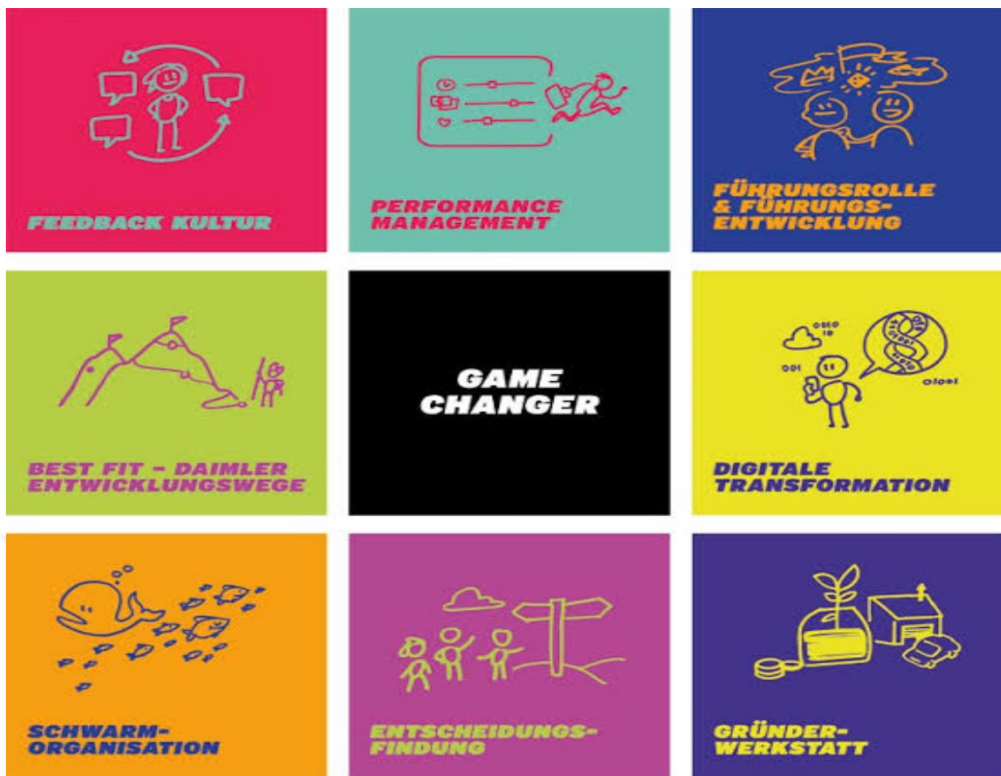 FEEDBACK KULTUR
PERFORMANCE
MANAGEMENT
FÜHRUNGSROLLE
& FÜHRUNGS-
ENTWICKLUNG
BEST FIT – DAIMLER
ENTWICKLUNGSWEGE
GAME
CHANGER
DIGITALE
TRANSFORMATION
SCHWARM-
ORGANISATION
ENTSCHEIDUNGS-
FINDUNG
GRÜNDER-
WERKSTATT